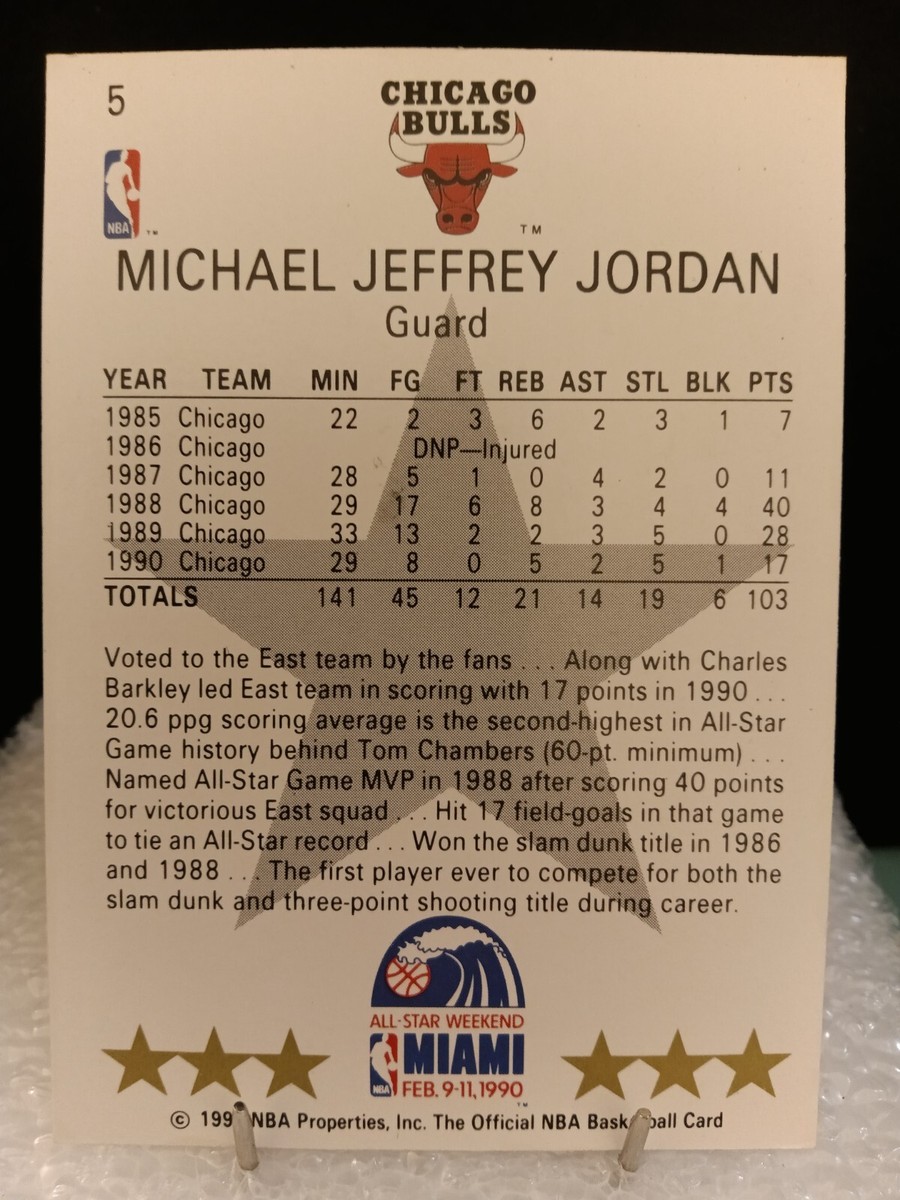 5
CHICAGO
BULLS
NBA ™
TM
MICHAEL JEFFREY JORDAN
Guard
YEAR TEAM MIN FG FT REB AST STL BLK PTS
1985 Chicago 22 2 3 6 2 3 1 7
1986 Chicago DNP—Injured
1987 Chicago 28 5 1 0 4 2 0 11
1988 Chicago 29 17 6 8 3 4 4 40
1989 Chicago 33 13 2 2 3 5 0 28
1990 Chicago 29 8 0 5 2 5 1 17
TOTALS 141 45 12 21 14 19 6 103
Voted to the East team by the fans . . . Along with Charles
Barkley led East team in scoring with 17 points in 1990 . . .
20.6 ppg scoring average is the second-highest in All-Star
Game history behind Tom Chambers (60-pt. minimum) . . .
Named All-Star Game MVP in 1988 after scoring 40 points
for victorious East squad . . . Hit 17 field-goals in that game
to tie an All-Star record . . . Won the slam dunk title in 1986
and 1988 . . . The first player ever to compete for both the
slam dunk and three-point shooting title during career.
ALL-STAR WEEKEND
MIAMI
NBA FEB. 9-11, 1990
™
© 199 NBA Properties, Inc. The Official NBA Basketball Card